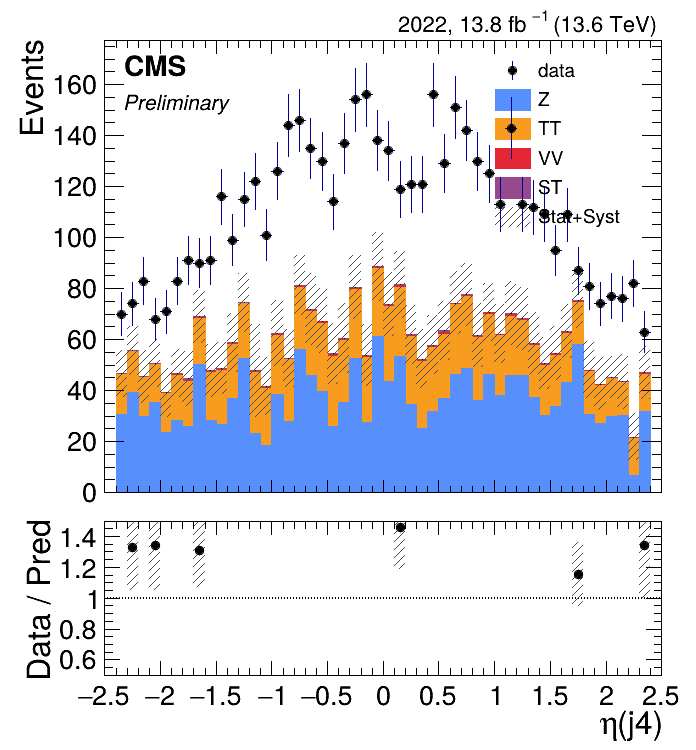 2022, 13.8 fb⁻¹ (13.6 TeV)
Events
CMS
Preliminary
data
Z
TT
VV
ST
Stat+Syst
160
140
120
100
80
60
40
20
0
Data / Pred
1.4
1.2
1
0.8
0.6
−2.5 −2 −1.5 −1 −0.5 0 0.5 1 1.5 2 2.5
η(j4)